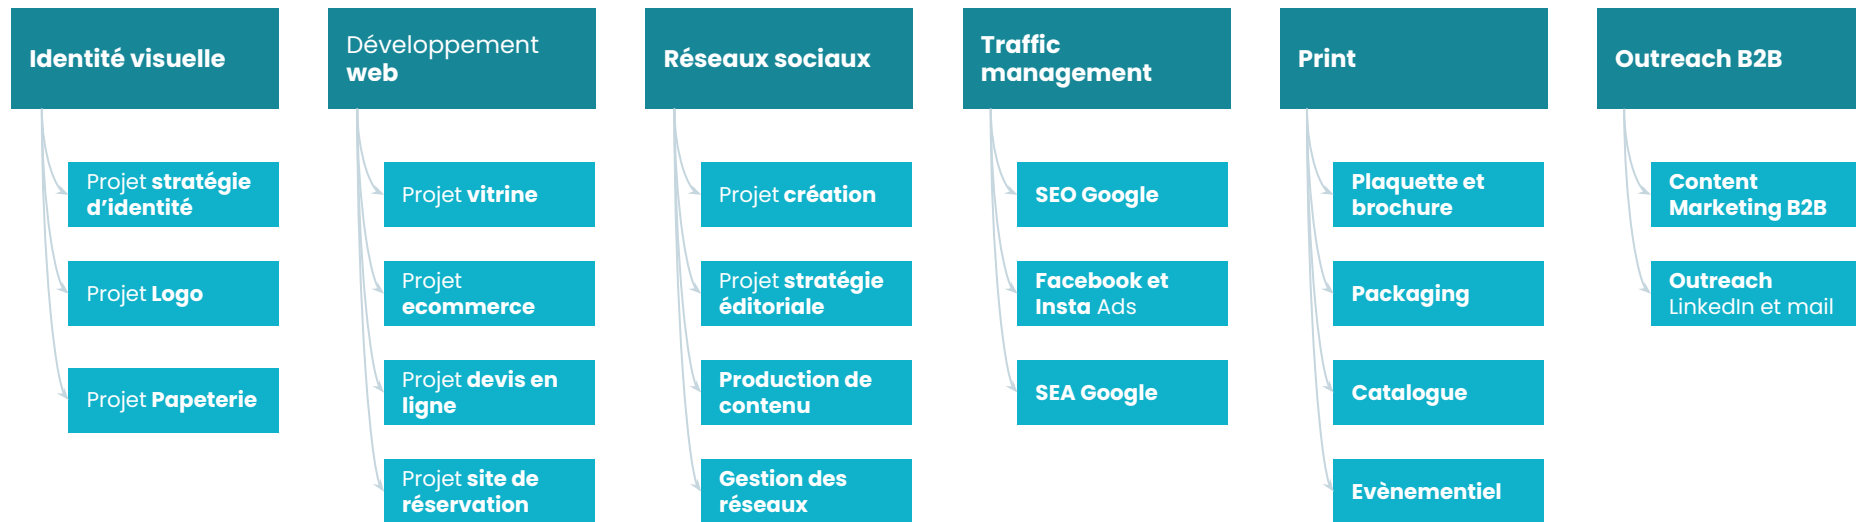 Identité visuelle
Projet stratégie
d’identité
Projet Logo
Projet Papeterie
Développement
web
Projet vitrine
Projet
ecommerce
Projet devis en
ligne
Projet site de
réservation
Réseaux sociaux
Projet création
Projet stratégie
éditoriale
Production de
contenu
Gestion des
réseaux
Traffic
management
SEO Google
Facebook et
Insta Ads
SEA Google
Print
Plaquette et
brochure
Packaging
Catalogue
Evènementiel
Outreach B2B
Content
Marketing B2B
Outreach
LinkedIn et mail